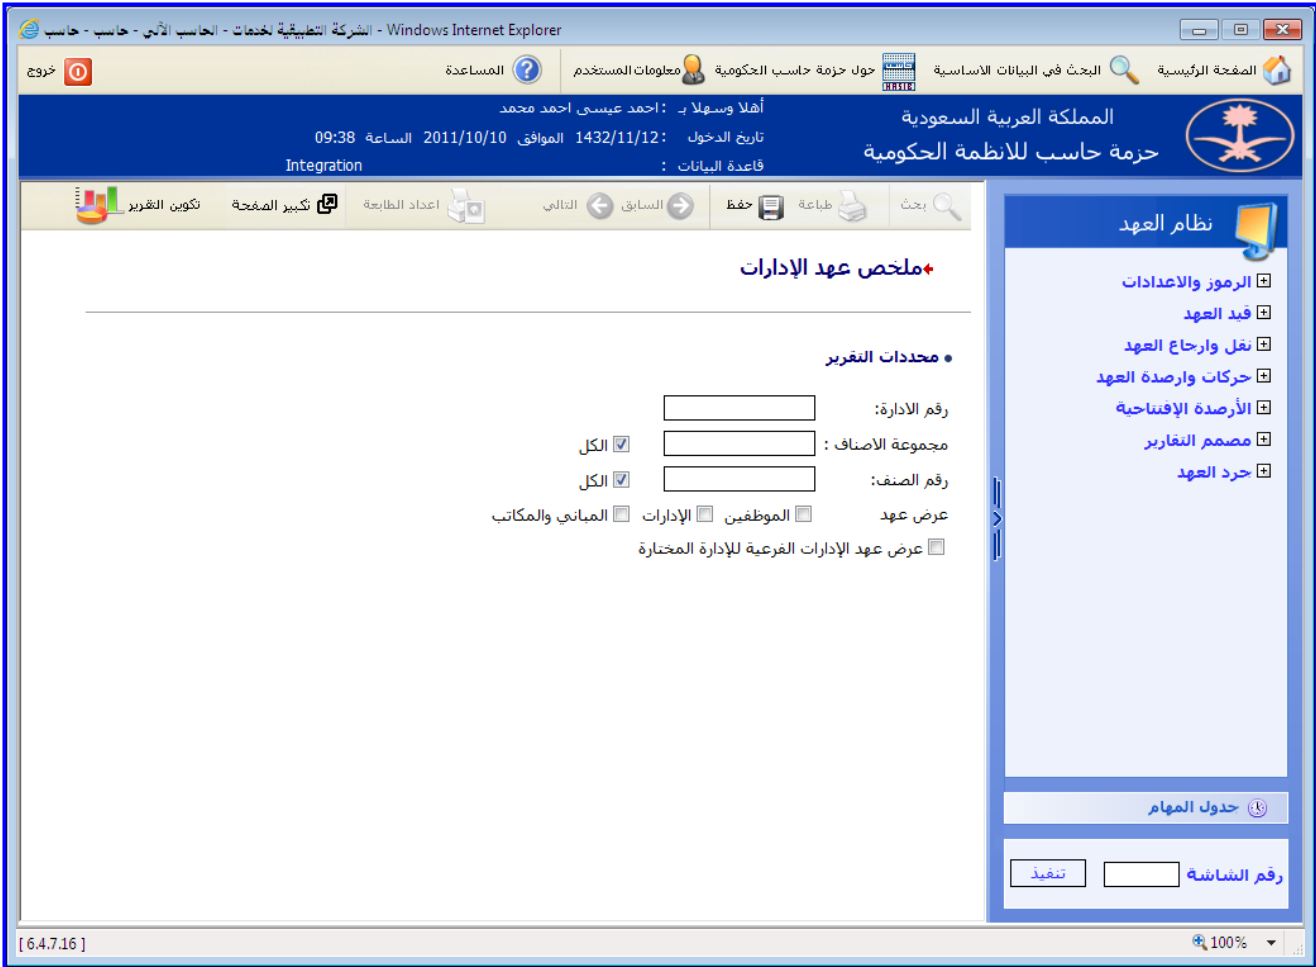 الشركة التطبيقية لخدمات - الحاسب الآلي - حاسب - حاسب - Windows Internet Explorer
الصفحة الرئيسية البحث في البيانات الاساسية حول حزمة حاسب الحكومية معلومات المستخدم المساعدة خروج
HASIB
المملكة العربية السعودية
حزمة حاسب للانظمة الحكومية
أهلا وسهلا بـ : احمد عيسى احمد محمد
تاريخ الدخول : 1432/11/12 الموافق 2011/10/10 الساعة 09:38
قاعدة البيانات : Integration
بحث طباعة حفظ السابق التالي اعداد الطابعة تكبير الصفحة تكوين التقرير
نظام العهد
الرموز والاعدادات
قيد العهد
نقل وارجاع العهد
حركات وارصدة العهد
الأرصدة الإفتتاحية
مصمم التقارير
جرد العهد
جدول المهام
رقم الشاشة تنفيذ
ملخص عهد الإدارات
محددات التقرير
رقم الادارة:
مجموعة الاصناف : الكل
رقم الصنف: الكل
عرض عهد الموظفين الإدارات المباني والمكاتب
عرض عهد الإدارات الفرعية للإدارة المختارة
[ 6.4.7.16 ]
100%